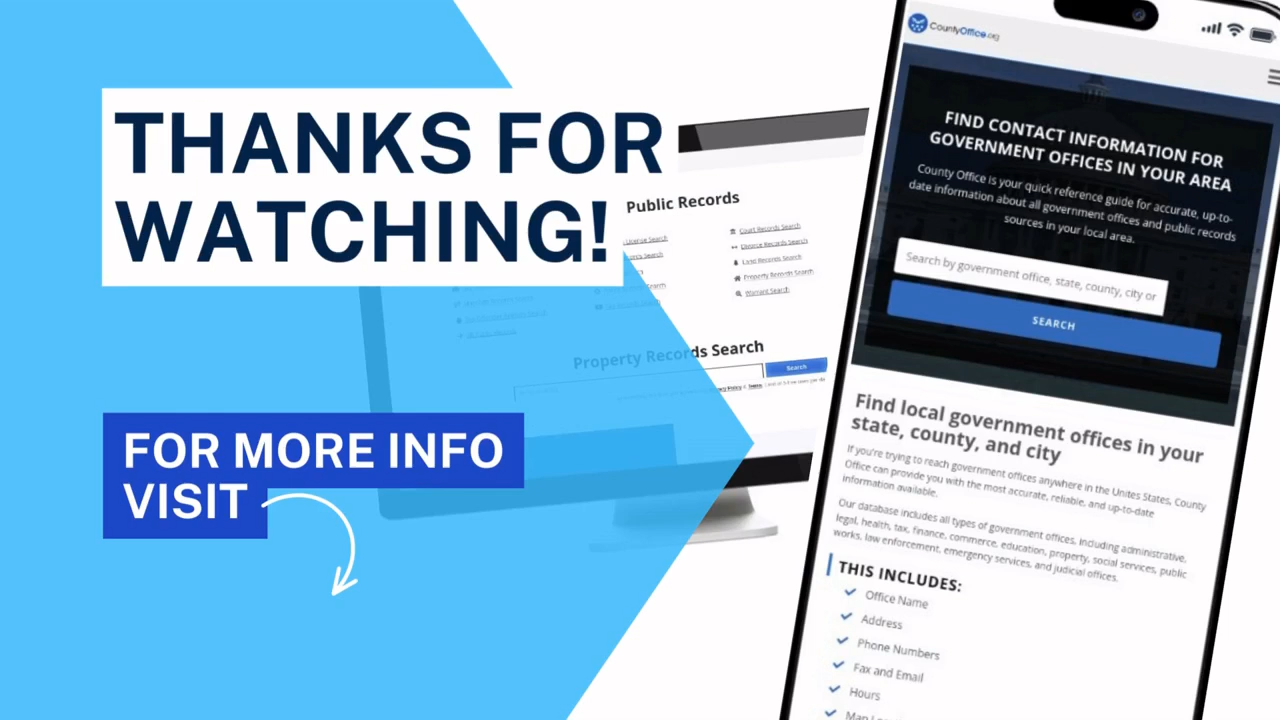 THANKS FOR
WATCHING!
FOR MORE INFO
VISIT
Public Records
License Search
Court Records Search
Divorce Records Search
Land Records Search
Property Records Search
Warrant Search
Property Records Search
Search
CountyOffice.org
FIND CONTACT INFORMATION FOR
GOVERNMENT OFFICES IN YOUR AREA
County Office is your quick reference guide for accurate, up-to-
date information about all government offices and public records
sources in your local area.
Search by government office, state, county, city or
SEARCH
Find local government offices in your
state, county, and city
If you're trying to reach government offices anywhere in the Unites States, County
Office can provide you with the most accurate, reliable, and up-to-date
information available.
Our database includes all types of government offices, including administrative,
legal, health, tax, finance, commerce, education, property, social services, public
works, law enforcement, emergency services, and judicial offices.
THIS INCLUDES:
Office Name
Address
Phone Numbers
Fax and Email
Hours
Map